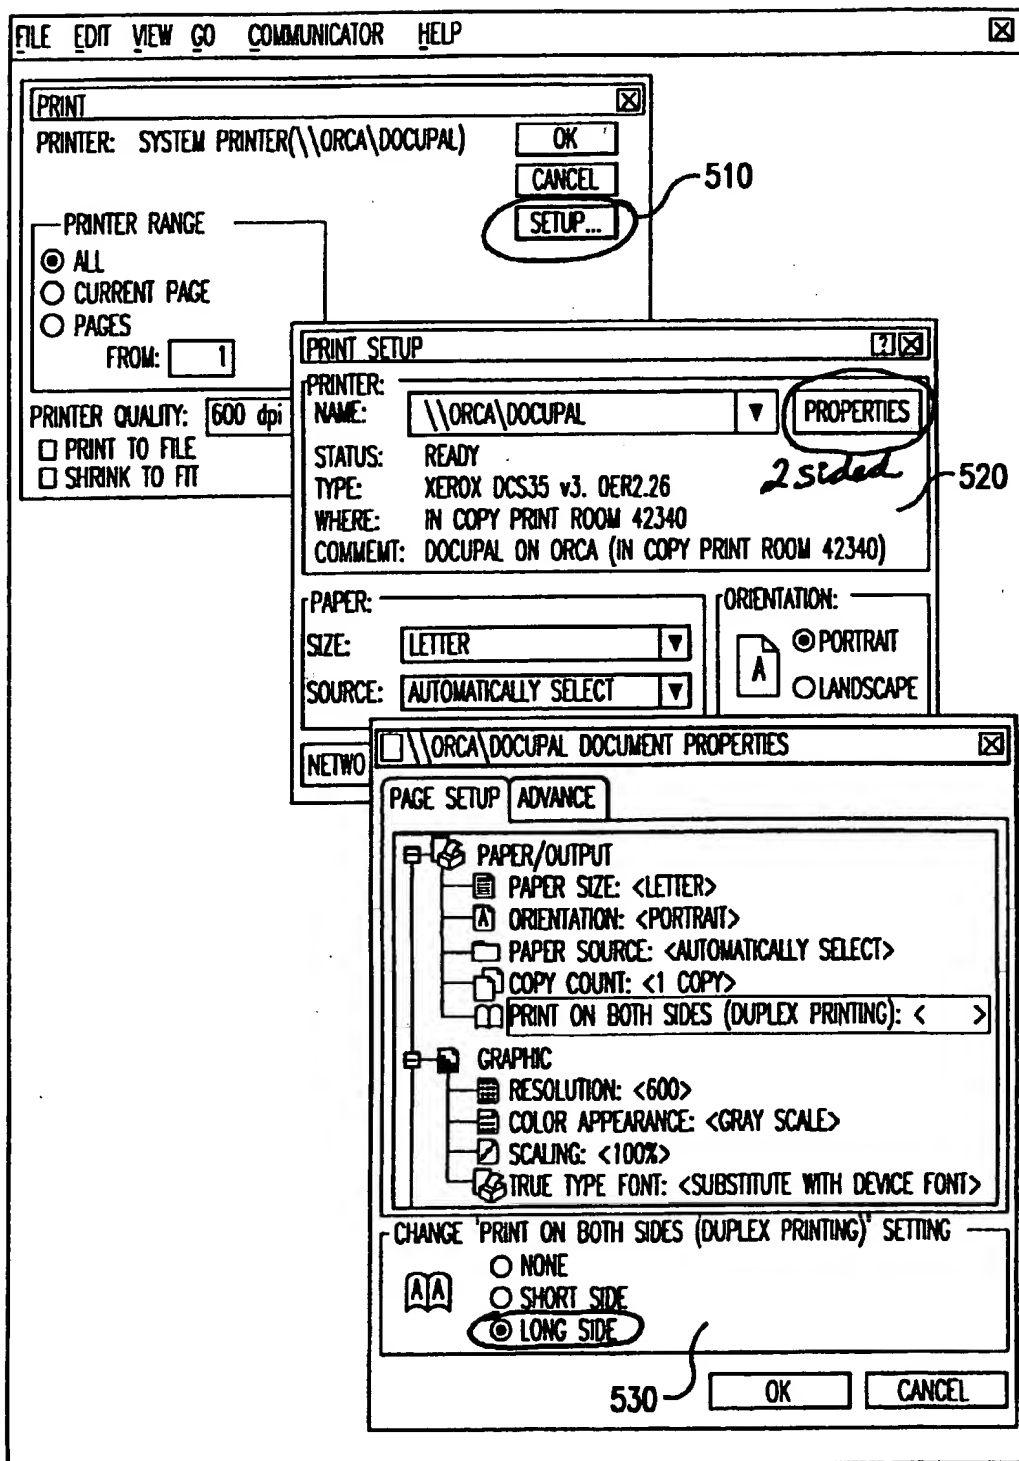 FILE EDIT VIEW GO COMMUNICATOR HELP
PRINT
PRINTER: SYSTEM PRINTER(\\ORCA\DOCUPAL)
OK
CANCEL
SETUP...
510
PRINTER RANGE
ALL
CURRENT PAGE
PAGES
FROM: 1
PRINTER QUALITY: 600 dpi
PRINT TO FILE
SHRINK TO FIT
PRINT SETUP
?
PRINTER:
NAME: \\ORCA\DOCUPAL
PROPERTIES
2 sided
520
STATUS: READY
TYPE: XEROX DCS35 v3. 0ER2.26
WHERE: IN COPY PRINT ROOM 42340
COMMEMT: DOCUPAL ON ORCA (IN COPY PRINT ROOM 42340)
PAPER:
SIZE: LETTER
SOURCE: AUTOMATICALLY SELECT
ORIENTATION:
A
PORTRAIT
LANDSCAPE
NETWO
\\ORCA\DOCUPAL DOCUMENT PROPERTIES
PAGE SETUP ADVANCE
PAPER/OUTPUT
PAPER SIZE: <LETTER>
A ORIENTATION: <PORTRAIT>
PAPER SOURCE: <AUTOMATICALLY SELECT>
COPY COUNT: <1 COPY>
PRINT ON BOTH SIDES (DUPLEX PRINTING): < >
GRAPHIC
RESOLUTION: <600>
COLOR APPEARANCE: <GRAY SCALE>
SCALING: <100%>
TRUE TYPE FONT: <SUBSTITUTE WITH DEVICE FONT>
CHANGE 'PRINT ON BOTH SIDES (DUPLEX PRINTING)' SETTING
A A
NONE
SHORT SIDE
LONG SIDE
530
OK
CANCEL